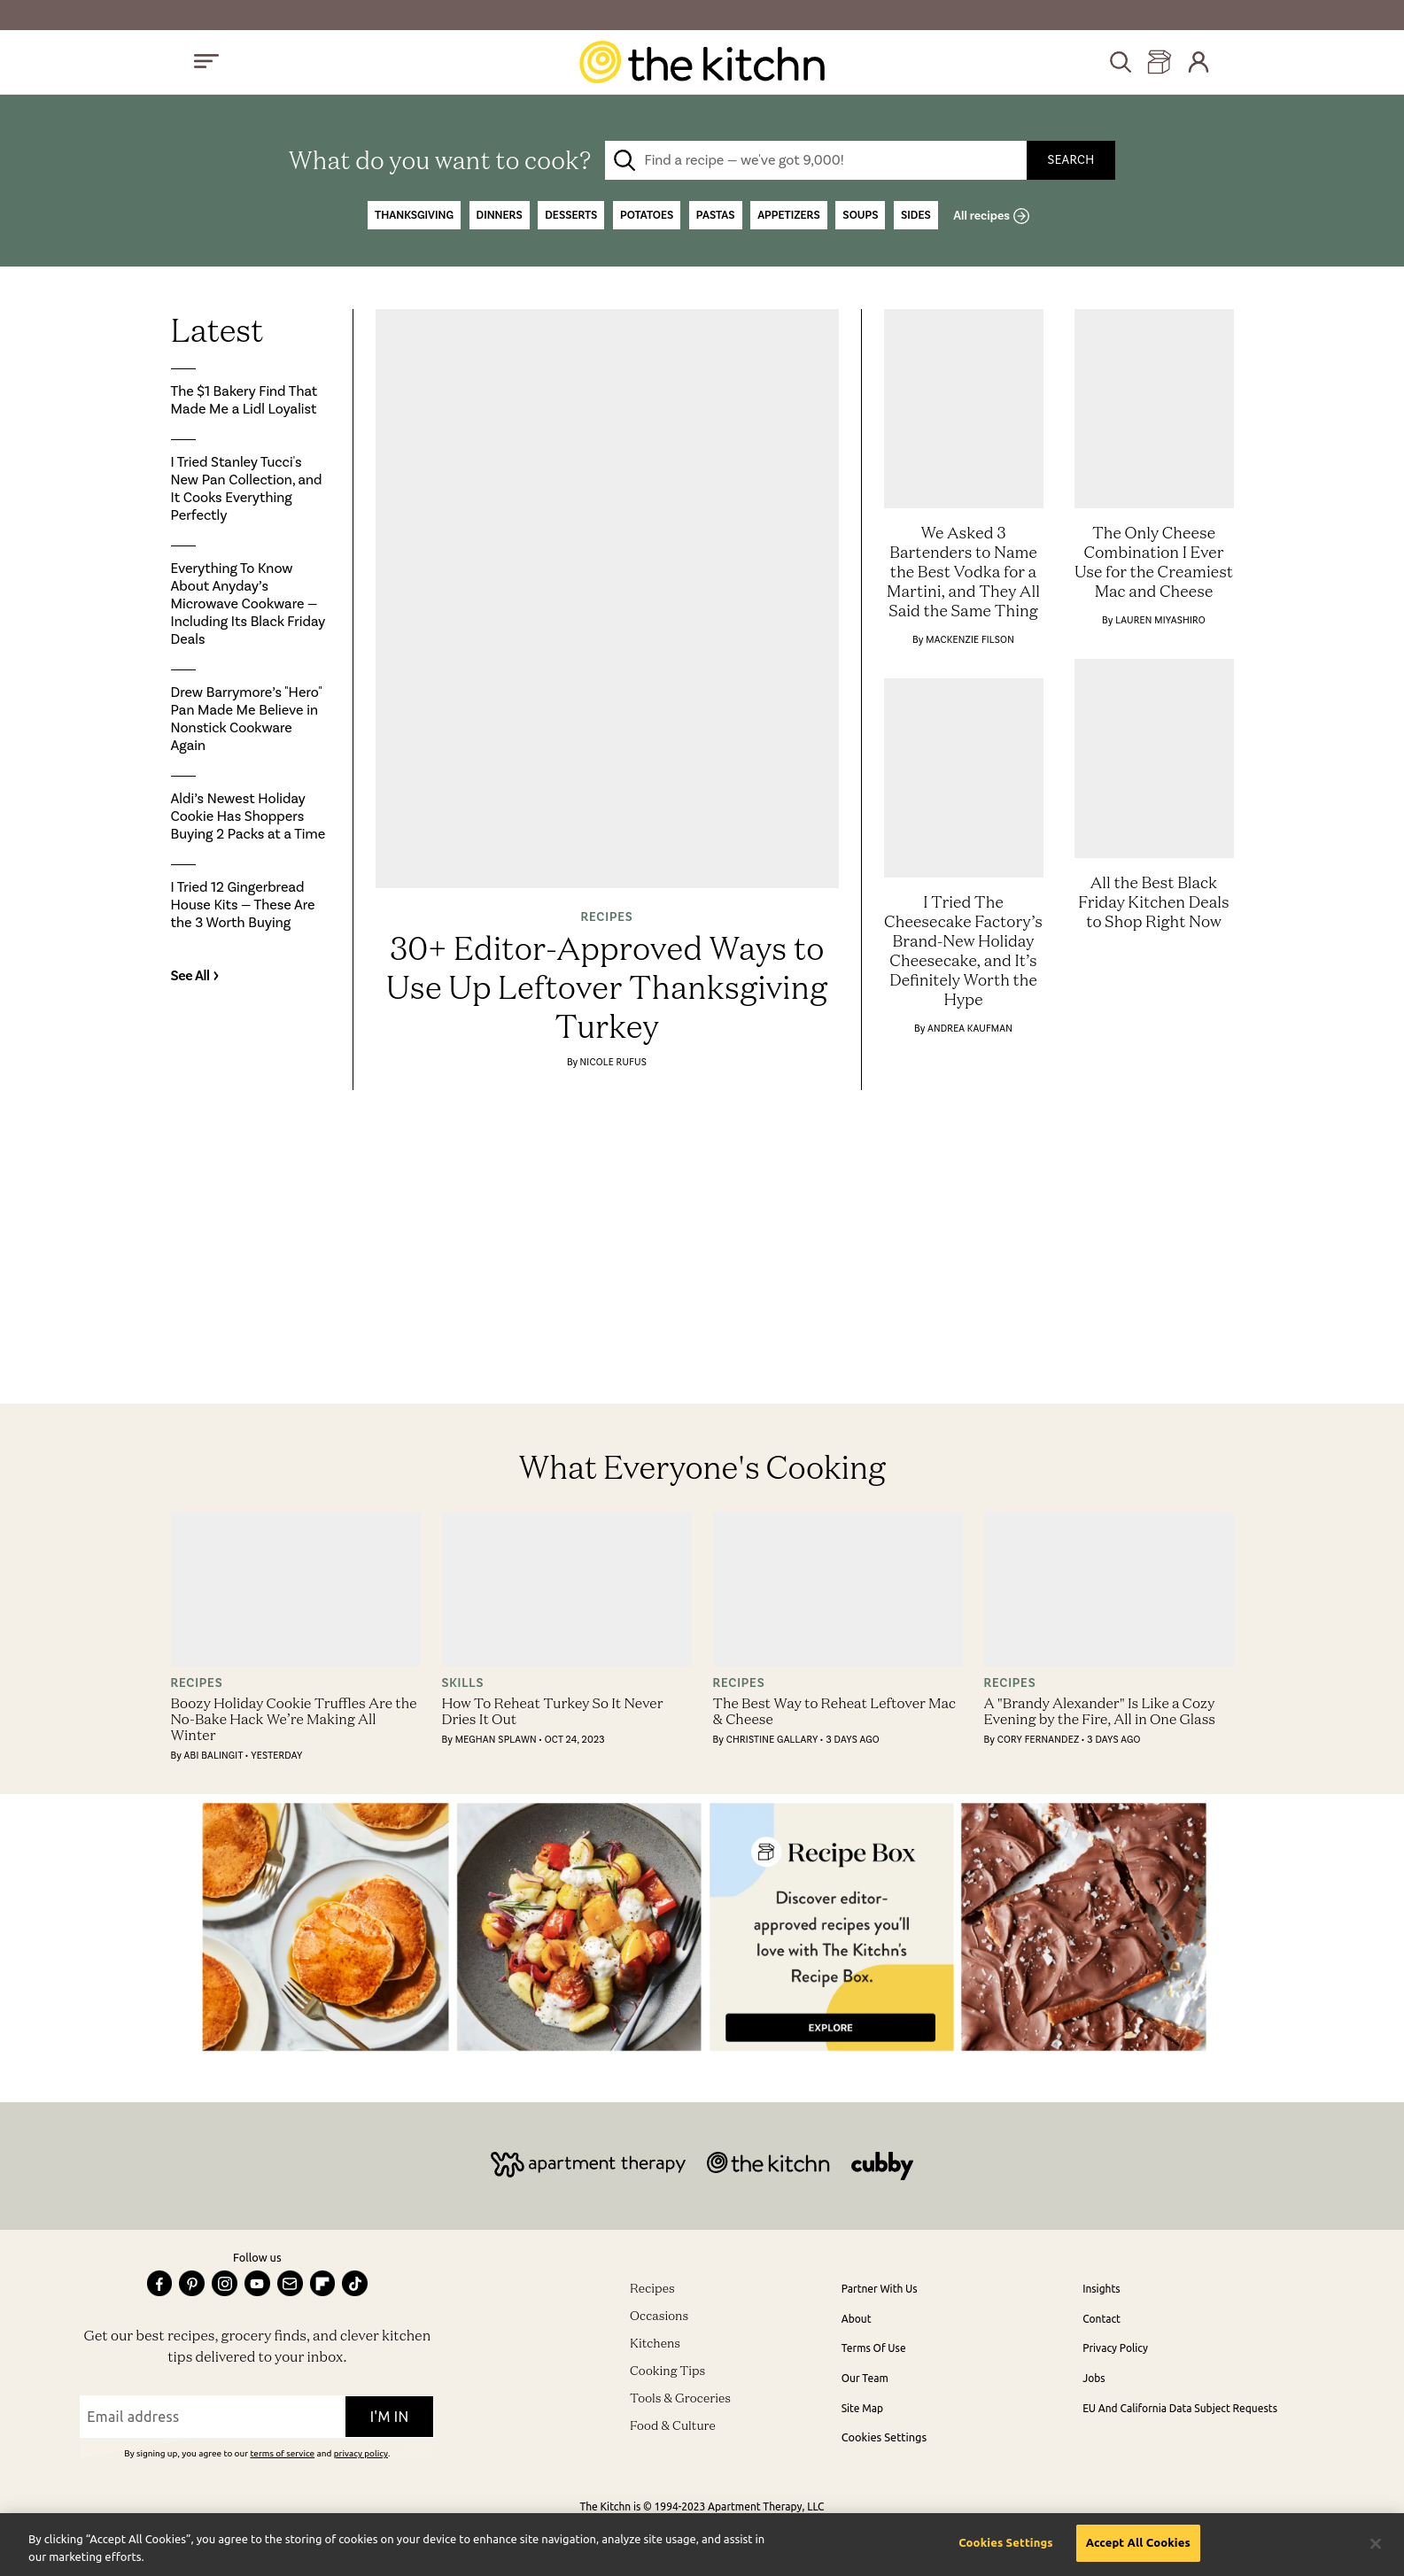 the kitchn
What do you want to cook?
Find a recipe — we've got 9,000!
SEARCH
THANKSGIVING
DINNERS
DESSERTS
POTATOES
PASTAS
APPETIZERS
SOUPS
SIDES
All recipes
Latest
The $1 Bakery Find That
Made Me a Lidl Loyalist
I Tried Stanley Tucci's
New Pan Collection, and
It Cooks Everything
Perfectly
Everything To Know
About Anyday’s
Microwave Cookware —
Including Its Black Friday
Deals
Drew Barrymore’s "Hero"
Pan Made Me Believe in
Nonstick Cookware
Again
Aldi’s Newest Holiday
Cookie Has Shoppers
Buying 2 Packs at a Time
I Tried 12 Gingerbread
House Kits — These Are
the 3 Worth Buying
See All ›
RECIPES
30+ Editor-Approved Ways to
Use Up Leftover Thanksgiving
Turkey
By NICOLE RUFUS
We Asked 3
Bartenders to Name
the Best Vodka for a
Martini, and They All
Said the Same Thing
By MACKENZIE FILSON
I Tried The
Cheesecake Factory’s
Brand-New Holiday
Cheesecake, and It’s
Definitely Worth the
Hype
By ANDREA KAUFMAN
The Only Cheese
Combination I Ever
Use for the Creamiest
Mac and Cheese
By LAUREN MIYASHIRO
All the Best Black
Friday Kitchen Deals
to Shop Right Now
What Everyone's Cooking
RECIPES
Boozy Holiday Cookie Truffles Are the
No-Bake Hack We’re Making All
Winter
By ABI BALINGIT • YESTERDAY
SKILLS
How To Reheat Turkey So It Never
Dries It Out
By MEGHAN SPLAWN • OCT 24, 2023
RECIPES
The Best Way to Reheat Leftover Mac
& Cheese
By CHRISTINE GALLARY • 3 DAYS AGO
RECIPES
A "Brandy Alexander" Is Like a Cozy
Evening by the Fire, All in One Glass
By CORY FERNANDEZ • 3 DAYS AGO
Recipe Box
Discover editor-
approved recipes you'll
love with The Kitchn's
Recipe Box.
EXPLORE
apartment therapy
the kitchn
cubby
Follow us
Get our best recipes, grocery finds, and clever kitchen
tips delivered to your inbox.
Email address
I'M IN
By signing up, you agree to our terms of service and privacy policy.
Recipes
Occasions
Kitchens
Cooking Tips
Tools & Groceries
Food & Culture
Partner With Us
About
Terms Of Use
Our Team
Site Map
Cookies Settings
Insights
Contact
Privacy Policy
Jobs
EU And California Data Subject Requests
The Kitchn is © 1994-2023 Apartment Therapy, LLC
By clicking “Accept All Cookies”, you agree to the storing of cookies on your device to enhance site navigation, analyze site usage, and assist in
our marketing efforts.
Cookies Settings
Accept All Cookies